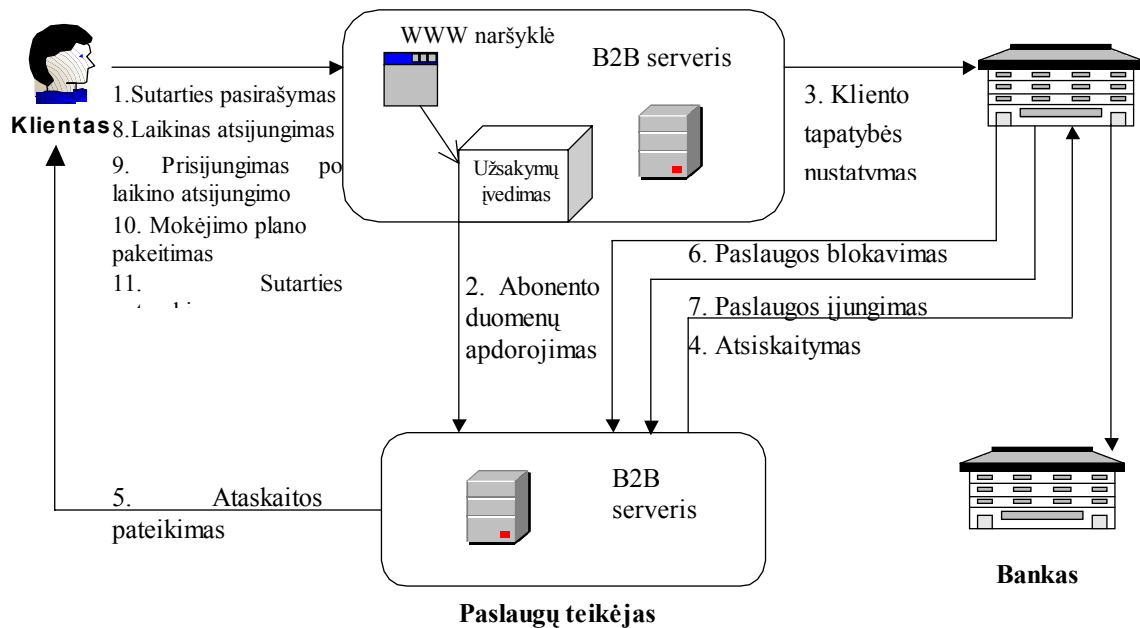 WWW naršyklė
B2B serveris
Klientas
1.Sutarties pasirašymas
8.Laikinas atsijungimas
9. Prisijungimas po
laikino atsijungimo
10. Mokėjimo plano
pakeitimas
11. Sutarties
Užsakymų
įvedimas
3. Kliento
tapatybės
nustatymas
2. Abonento
duomenų
apdorojimas
6. Paslaugos blokavimas
7. Paslaugos įjungimas
4. Atsiskaitymas
5. Ataskaitos
pateikimas
B2B
serveris
Paslaugų teikėjas
Bankas